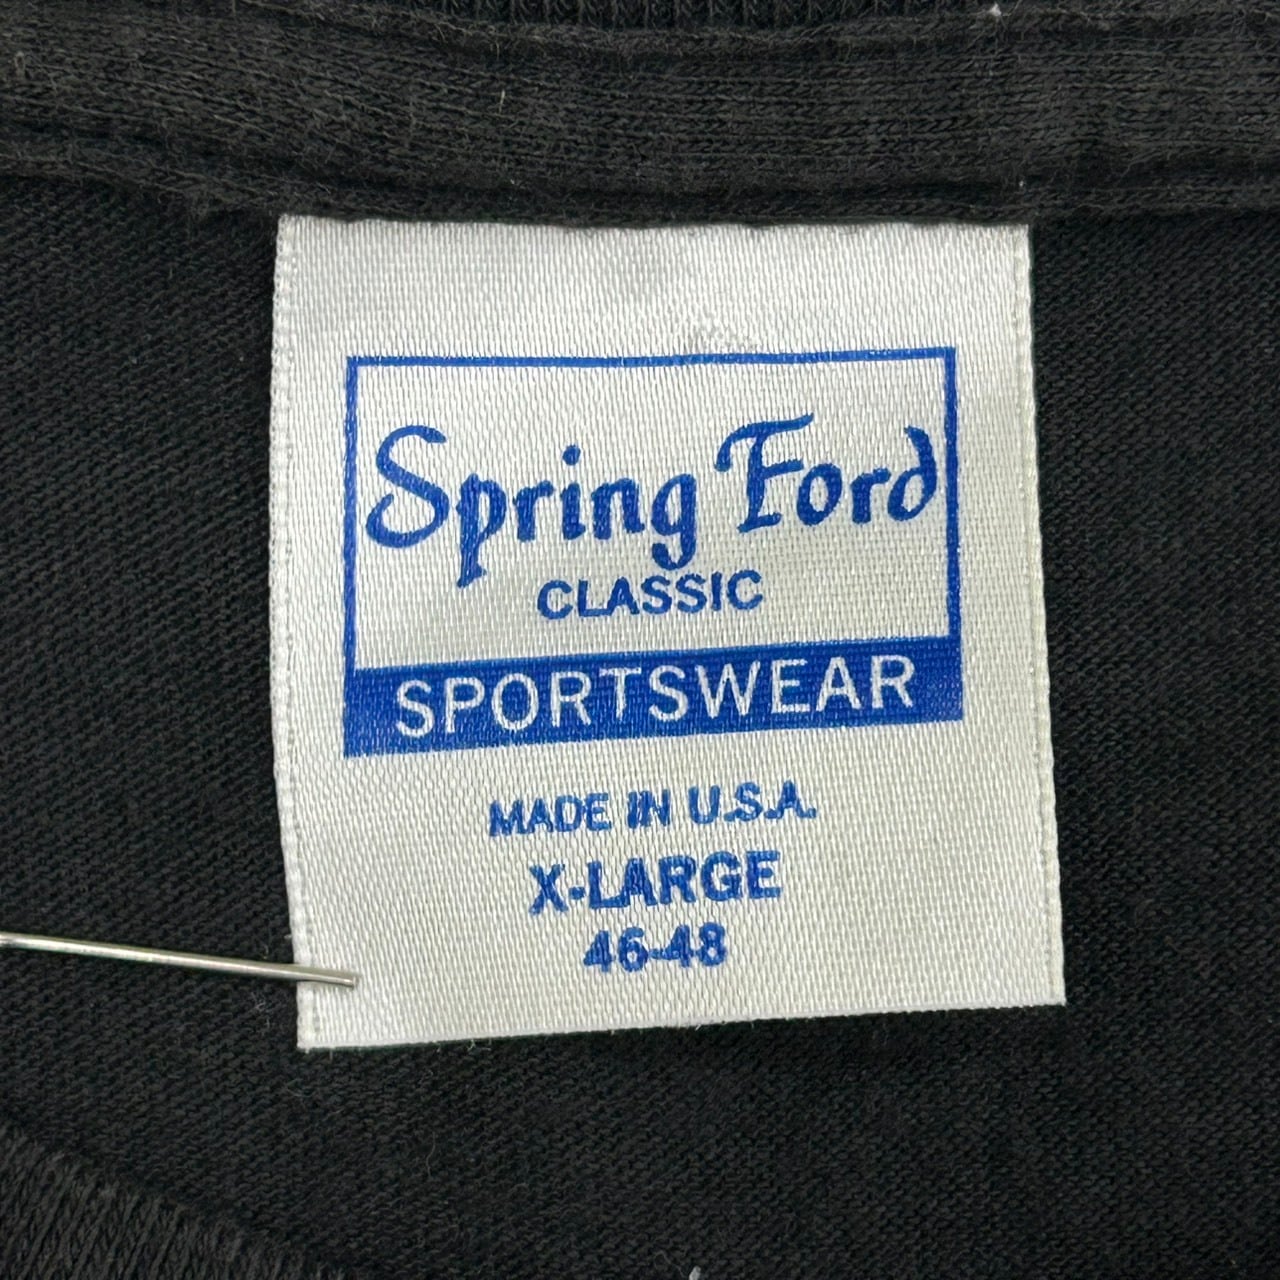 Spring Ford
CLASSIC
SPORTSWEAR
MADE IN U.S.A.
X-LARGE
46-48